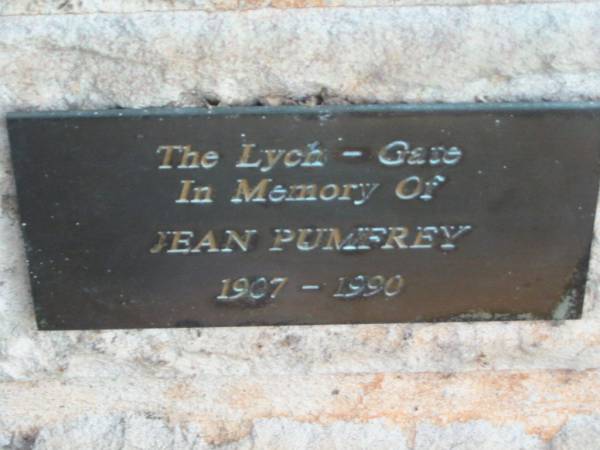 The Lych - Gate
In Memory Of
JEAN PUMFREY
1907 - 1990